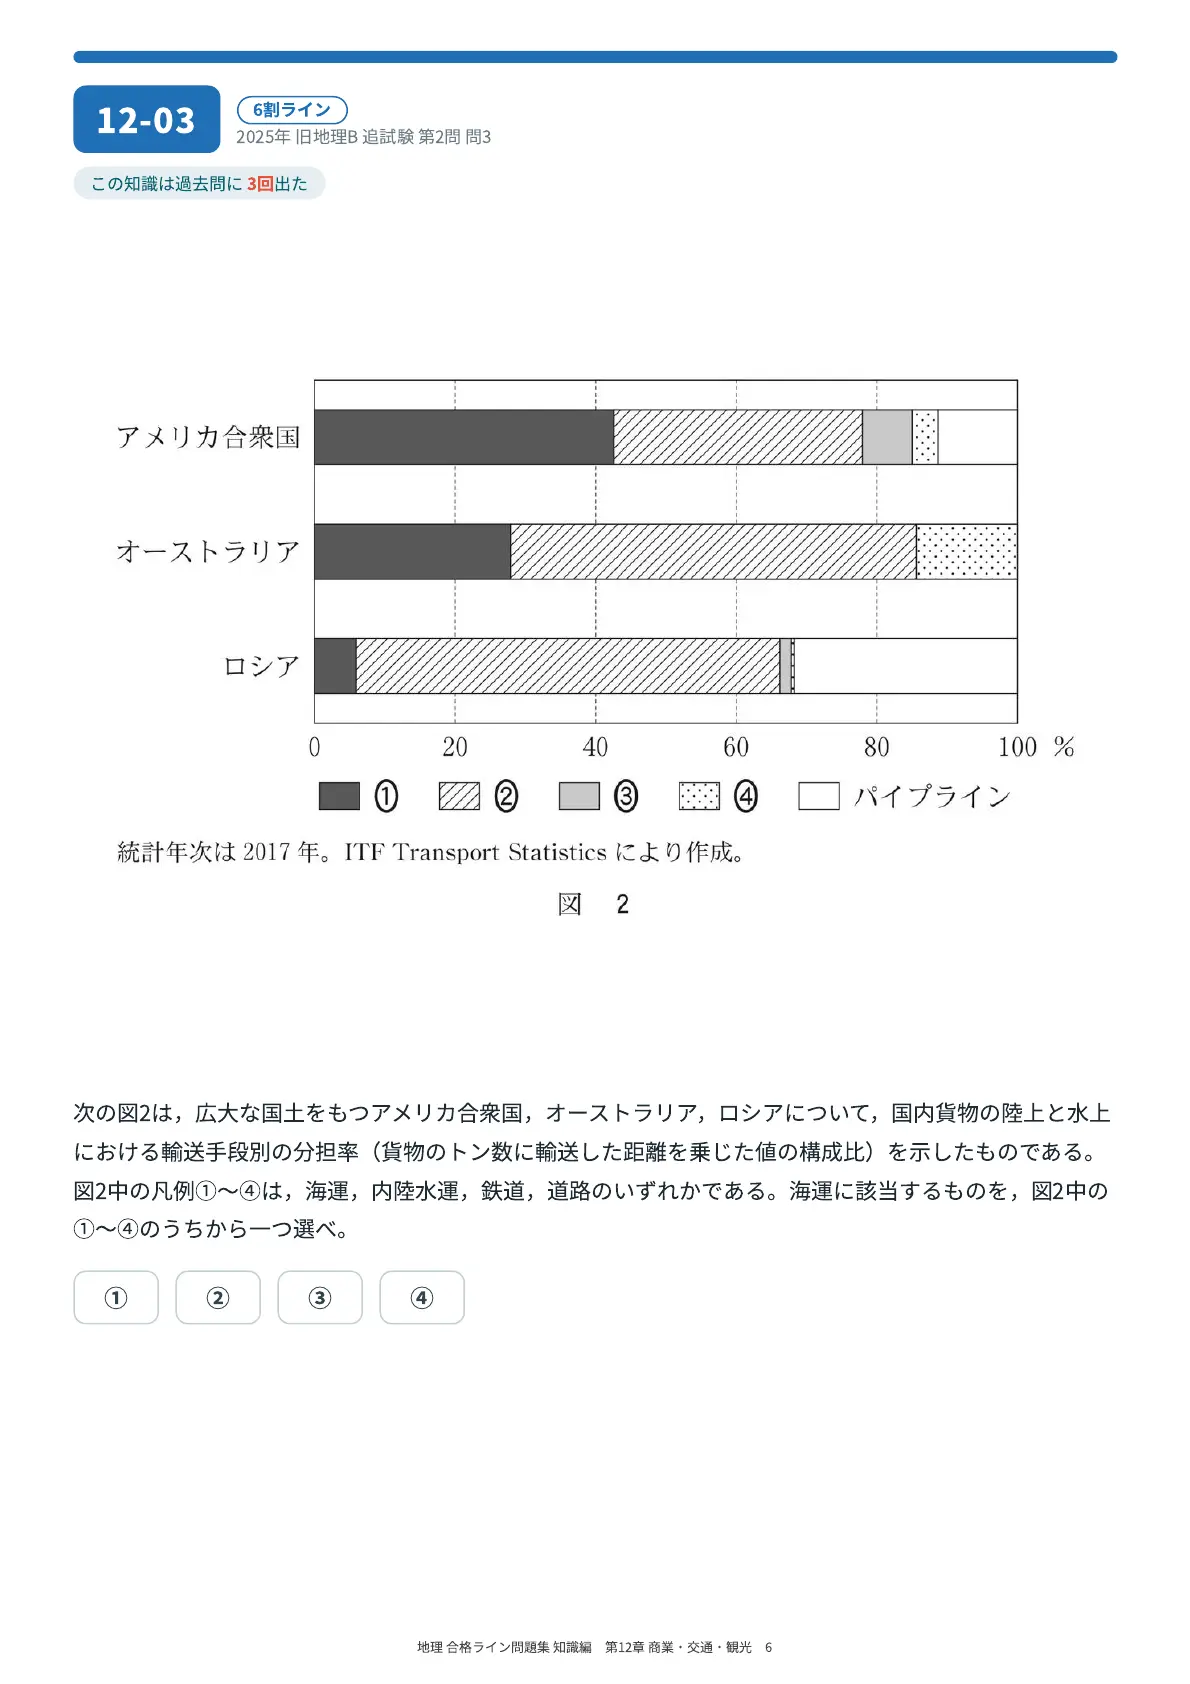 12-03
6割ライン
2025年 旧地理B 追試験 第2問 問3
この知識は過去問に 3回出た
アメリカ合衆国
オーストラリア
ロシア
0 20 40 60 80 100 %
① ② ③ ④ パイプライン
統計年次は 2017 年。ITF Transport Statistics により作成。
図 2
次の図2は，広大な国土をもつアメリカ合衆国，オーストラリア，ロシアについて，国内貨物の陸上と水上
における輸送手段別の分担率（貨物のトン数に輸送した距離を乗じた値の構成比）を示したものである。
図2中の凡例①〜④は，海運，内陸水運，鉄道，道路のいずれかである。海運に該当するものを，図2中の
①〜④のうちから一つ選べ。
① ② ③ ④
地理 合格ライン問題集 知識編 第12章 商業・交通・観光 6